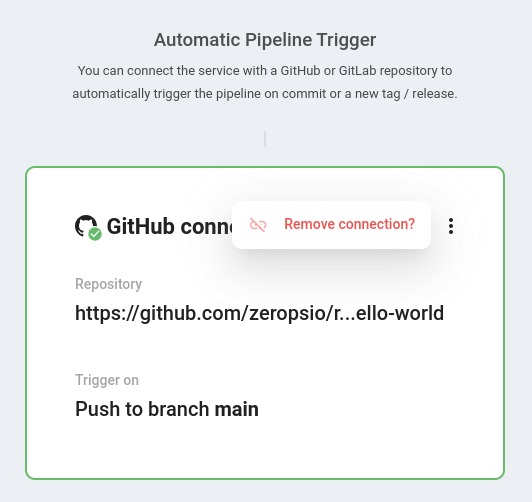 Automatic Pipeline Trigger
You can connect the service with a GitHub or GitLab repository to
automatically trigger the pipeline on commit or a new tag / release.
GitHub conne
Remove connection?
Repository
https://github.com/zeropsio/r...ello-world
Trigger on
Push to branch main